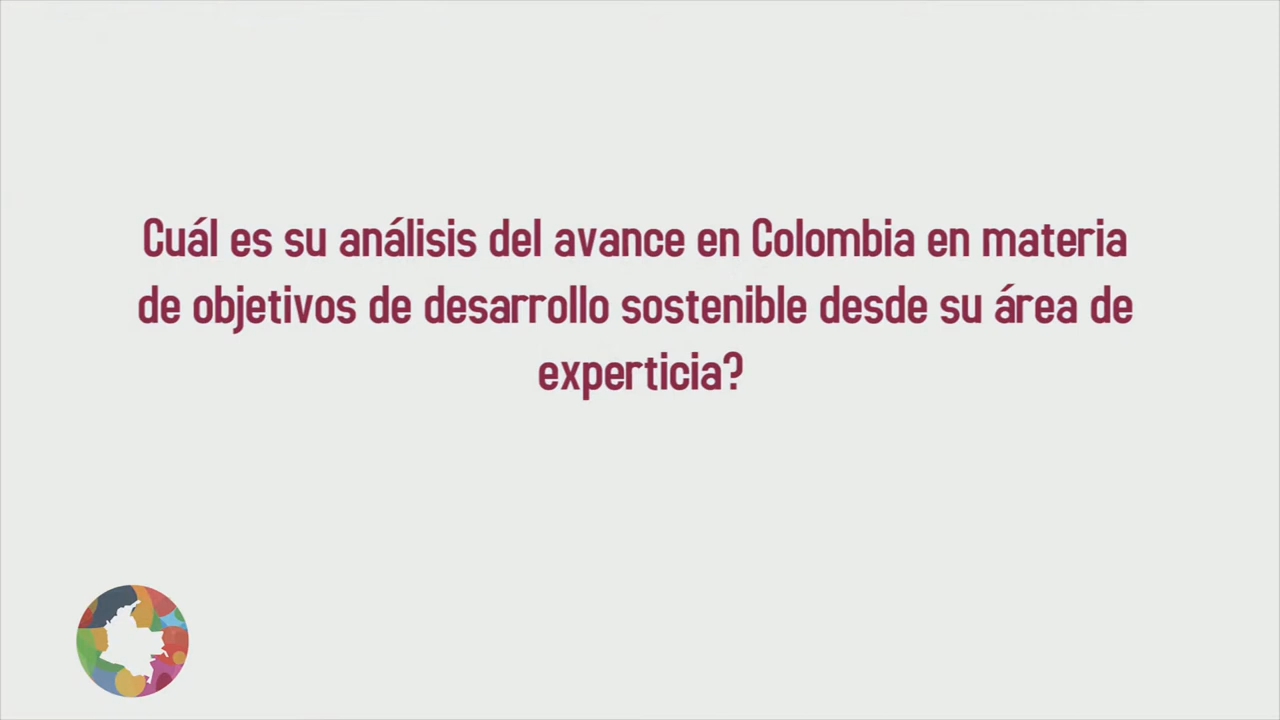 Cuál es su análisis del avance en Colombia en materia
de objetivos de desarrollo sostenible desde su área de
experticia?